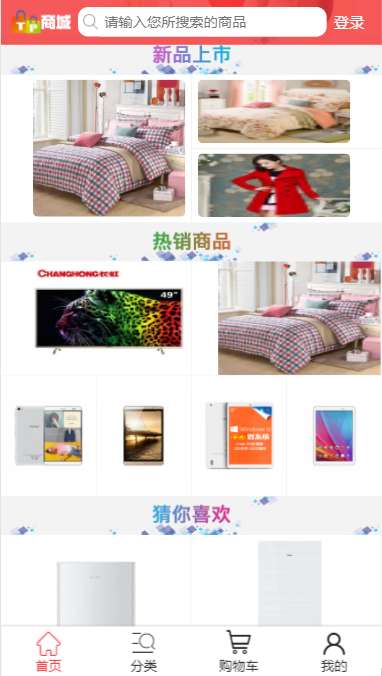 TP商城
请输入您所搜索的商品
登录
新品上市
热销商品
CHANGHONG长虹
49"
猜你喜欢
首页
分类
购物车
我的